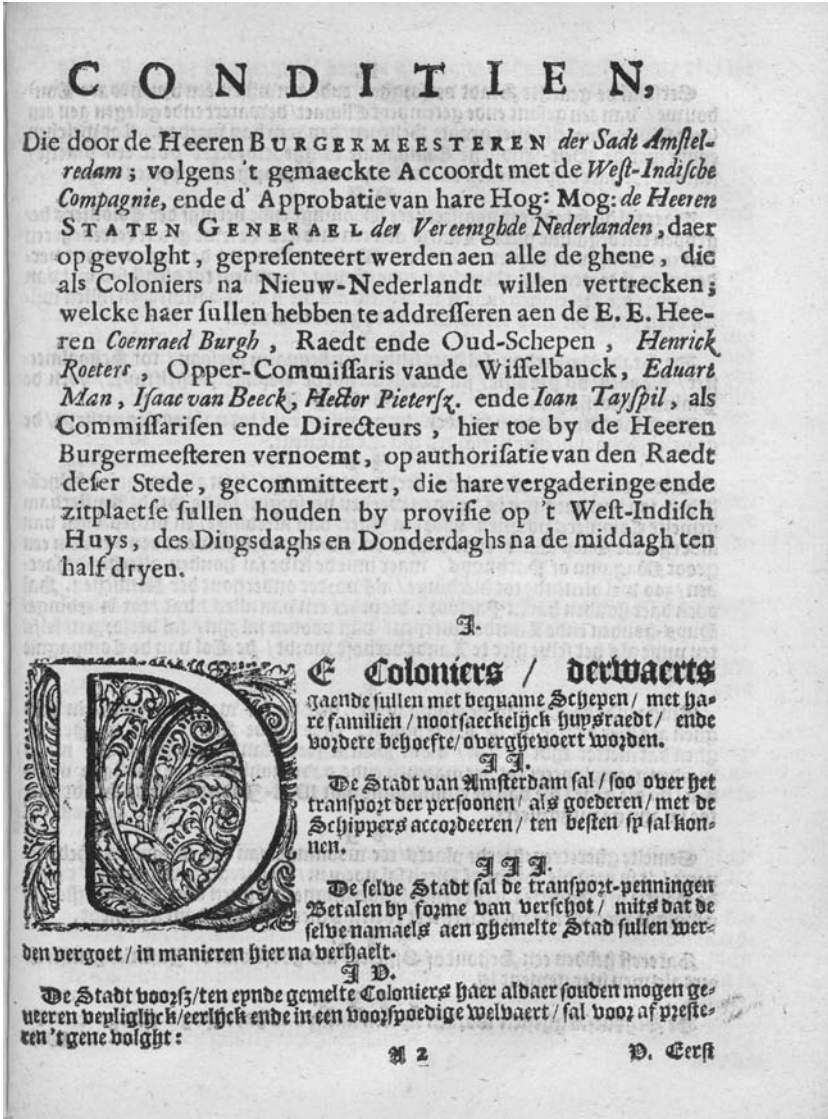 CONDITIEN,
Die door de Heeren BURGERMEESTEREN der Sadt Amſtel-
redam ; volgens 't gemaeckte Accoordt met de Weſt-Indiſche
Compagnie, ende d' Approbatie van hare Hog: Mog: de Heeren
STATEN GENERAEL der Vereenighde Nederlanden, daer
op gevolght, gepreſenteert werden aen alle de ghene, die
als Coloniers na Nieuw-Nederlandt willen vertrecken;
welcke haer ſullen hebben te addreſſeren aen de E. E. Hee-
ren Coenraed Burgh, Raedt ende Oud-Schepen, Henrick
Roeters, Opper-Commiſſaris vande Wiſſelbanck, Eduart
Man, Iſaac van Beeck, Hector Pieterſz. ende Ioan Tayſpil, als
Commiſſariſen ende Directeurs, hier toe by de Heeren
Burgermeeſteren vernoemt, op authoriſatie van den Raedt
deſer Stede, gecommitteert, die hare vergaderinge ende
zitplaetſe ſullen houden by proviſie op 't Weſt-Indiſch
Huys, des Dingsdaghs en Donderdaghs na de middagh ten
half dryen.
I.
DE Coloniers / derwaerts
gaende ſullen met bequame Schepen / met ha-
re familien / nootſaeckelijck huyſraedt / ende
vordere behoefte / overghevoert worden.
II.
De Stadt van Amſterdam ſal / ſoo over het
transport der perſoonen / als goederen / met de
Schippers accordeeren / ten beſten ſy ſal kon-
nen.
III.
De ſelve Stadt ſal de transport-penningen
Betalen by forme van verſchot / mits dat de
ſelve namaels aen ghemelte Stad ſullen wer-
den vergoet / in manieren hier na verhaelt.
IV.
De Stadt voorſz / ten eynde gemelte Coloniers haer aldaer ſouden mogen ge-
neeren veyliglijck / eerlijck ende in een voorſpoedige welvaert / ſal voor af preſte-
ren 't gene volght :
A 2 V. Eerſt